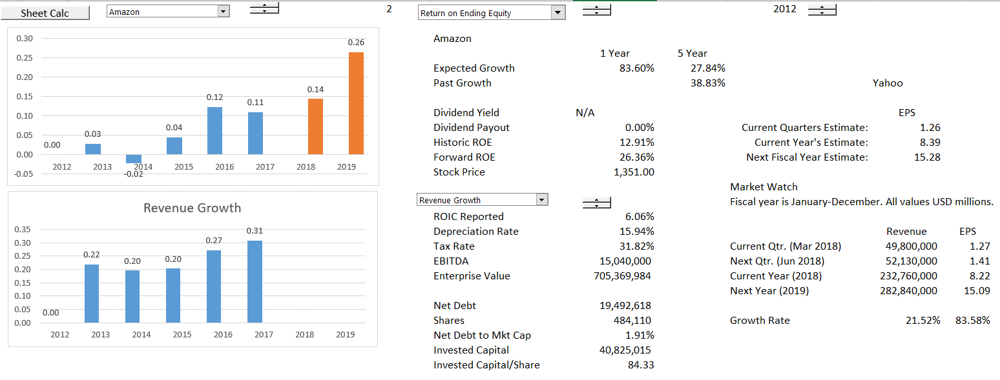 Sheet Calc Amazon 2 Return on Ending Equity 2012
0.30
0.25
0.20
0.15
0.10
0.05
0.00
-0.05
0.00 0.03 -0.02 0.04 0.12 0.11 0.14 0.26
2012 2013 2014 2015 2016 2017 2018 2019
Revenue Growth
0.35
0.30
0.25
0.20
0.15
0.10
0.05
0.00
0.00 0.22 0.20 0.20 0.27 0.31
2012 2013 2014 2015 2016 2017 2018 2019
Amazon
1 Year 5 Year
Expected Growth 83.60% 27.84%
Past Growth 38.83%
Dividend Yield N/A
Dividend Payout 0.00%
Historic ROE 12.91%
Forward ROE 26.36%
Stock Price 1,351.00
Revenue Growth
ROIC Reported 6.06%
Depreciation Rate 15.94%
Tax Rate 31.82%
EBITDA 15,040,000
Enterprise Value 705,369,984
Net Debt 19,492,618
Shares 484,110
Net Debt to Mkt Cap 1.91%
Invested Capital 40,825,015
Invested Capital/Share 84.33
Yahoo
EPS
Current Quarters Estimate: 1.26
Current Year's Estimate: 8.39
Next Fiscal Year Estimate: 15.28
Market Watch
Fiscal year is January-December. All values USD millions.
Revenue EPS
Current Qtr. (Mar 2018) 49,800,000 1.27
Next Qtr. (Jun 2018) 52,130,000 1.41
Current Year (2018) 232,760,000 8.22
Next Year (2019) 282,840,000 15.09
Growth Rate 21.52% 83.58%